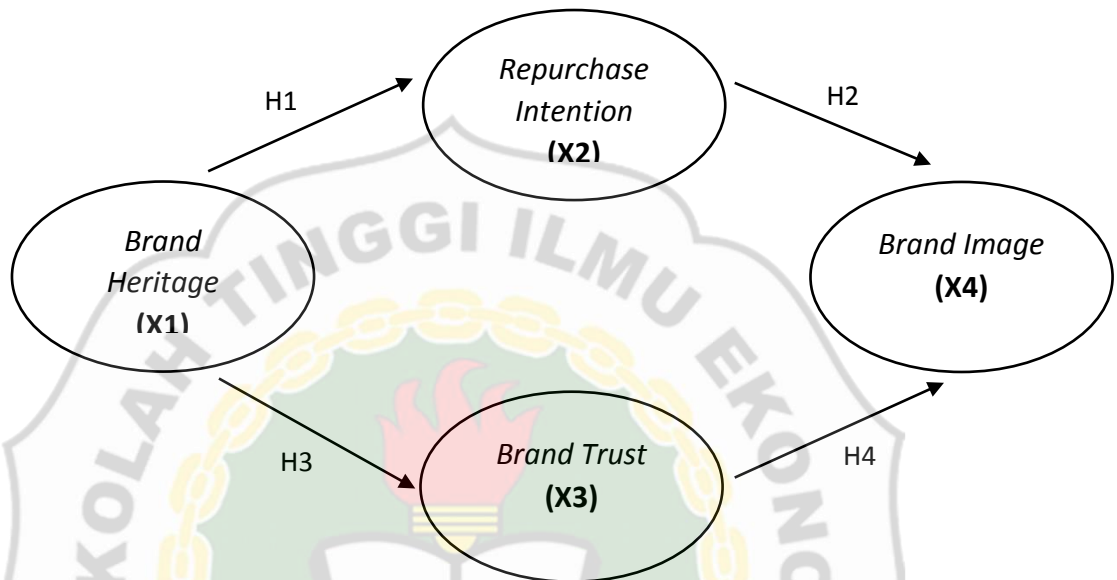 Repurchase
Intention
(X2)
H1
H2
Brand
Heritage
(X1)
Brand Image
(X4)
H3
Brand Trust
(X3)
H4
KOLAH TINGGI ILMU EKONO